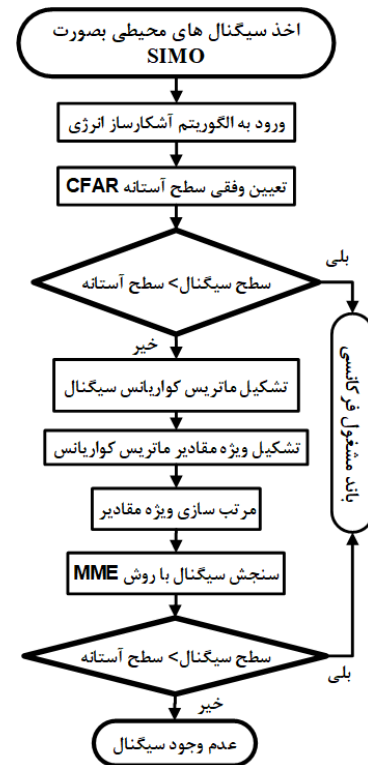 اخذ سیگنال های محیطی بصورت
SIMO
ورود به الگوریتم آشکارساز انرژی
تعیین وفقی سطح آستانه CFAR
سطح سیگنال> سطح آستانه
بلی
خیر
باند مشغول فرکانسی
تشکیل ماتریس کواریانس سیگنال
تشکیل ویژه مقادیر ماتریس کواریانس
مرتب سازی ویژه مقادیر
سنجش سیگنال با روش MME
سطح سیگنال> سطح آستانه
بلی
خیر
عدم وجود سیگنال